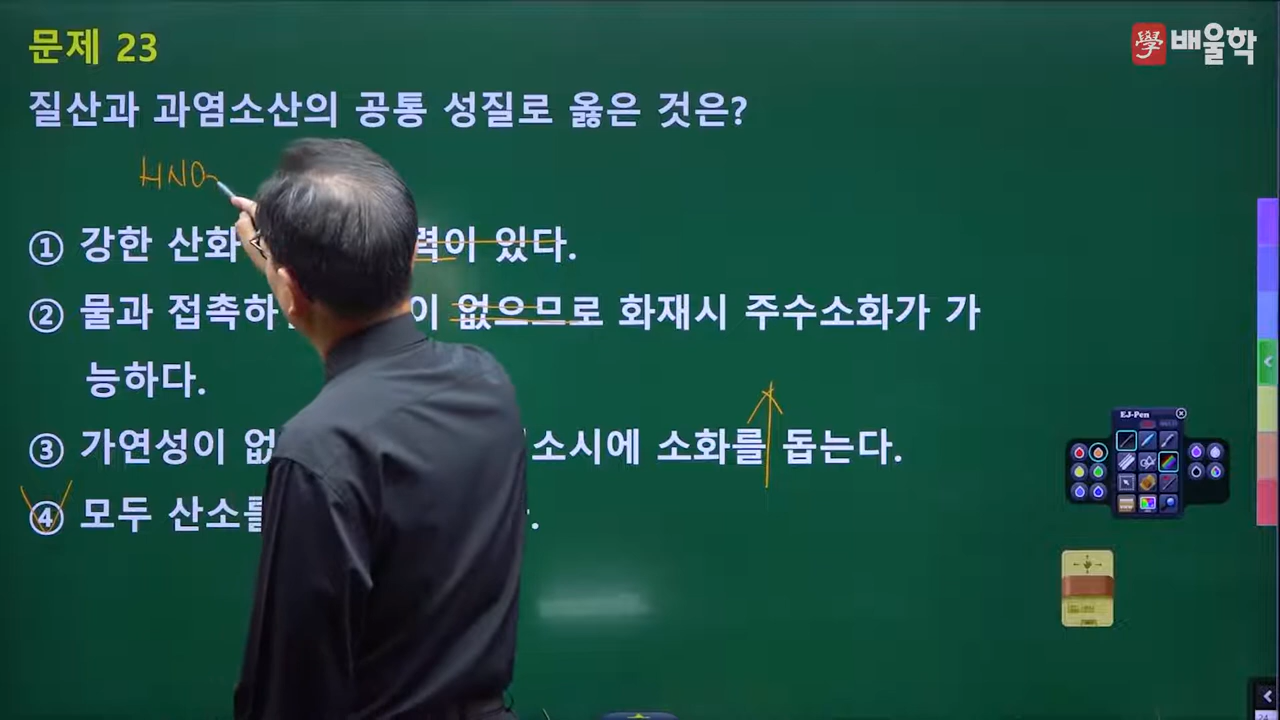 문제 23
學배울학
질산과 과염소산의 공통 성질로 옳은 것은?
HNO
① 강한 산화 력이 있다.
② 물과 접촉하 이 없으므로 화재시 주수소화가 가
능하다.
③ 가연성이 없 소시에 소화를 돕는다.
④ 모두 산소를 .
EJ-Pen